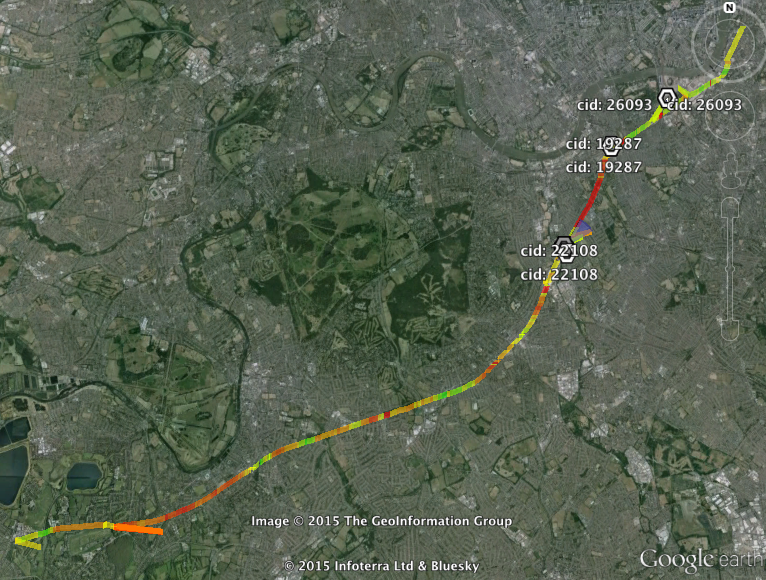 N
cid: 26093
cid: 26093
cid: 19287
cid: 19287
cid: 22108
cid: 22108
Image © 2015 The GeoInformation Group
© 2015 Infoterra Ltd & Bluesky
Google earth